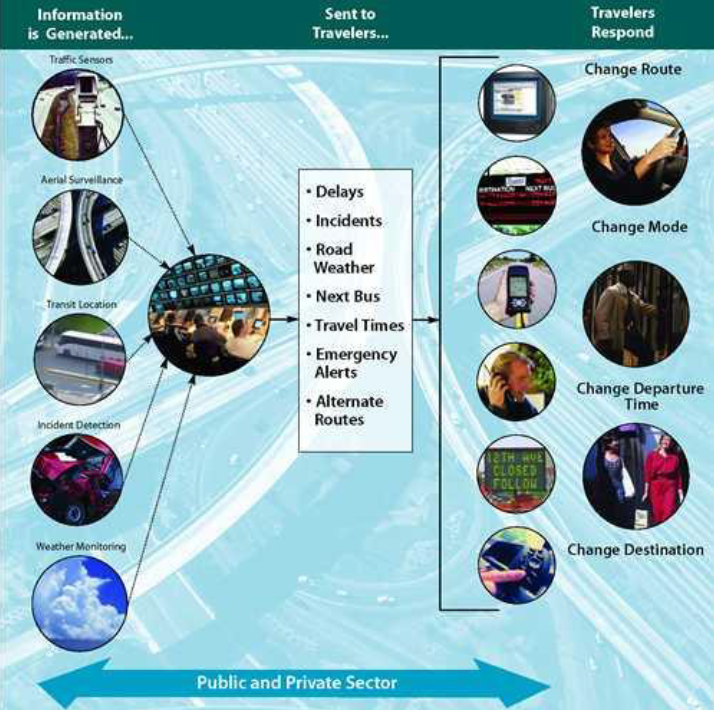 Information
is Generated...
Sent to
Travelers...
Travelers
Respond
Traffic Sensors
Aerial Surveillance
Transit Location
Incident Detection
Weather Monitoring
• Delays
• Incidents
• Road
Weather
• Next Bus
• Travel Times
• Emergency
Alerts
• Alternate
Routes
NEXT BUS
12TH AVE
CLOSED
FOLLOW
Change Route
Change Mode
Change Departure
Time
Change Destination
Public and Private Sector